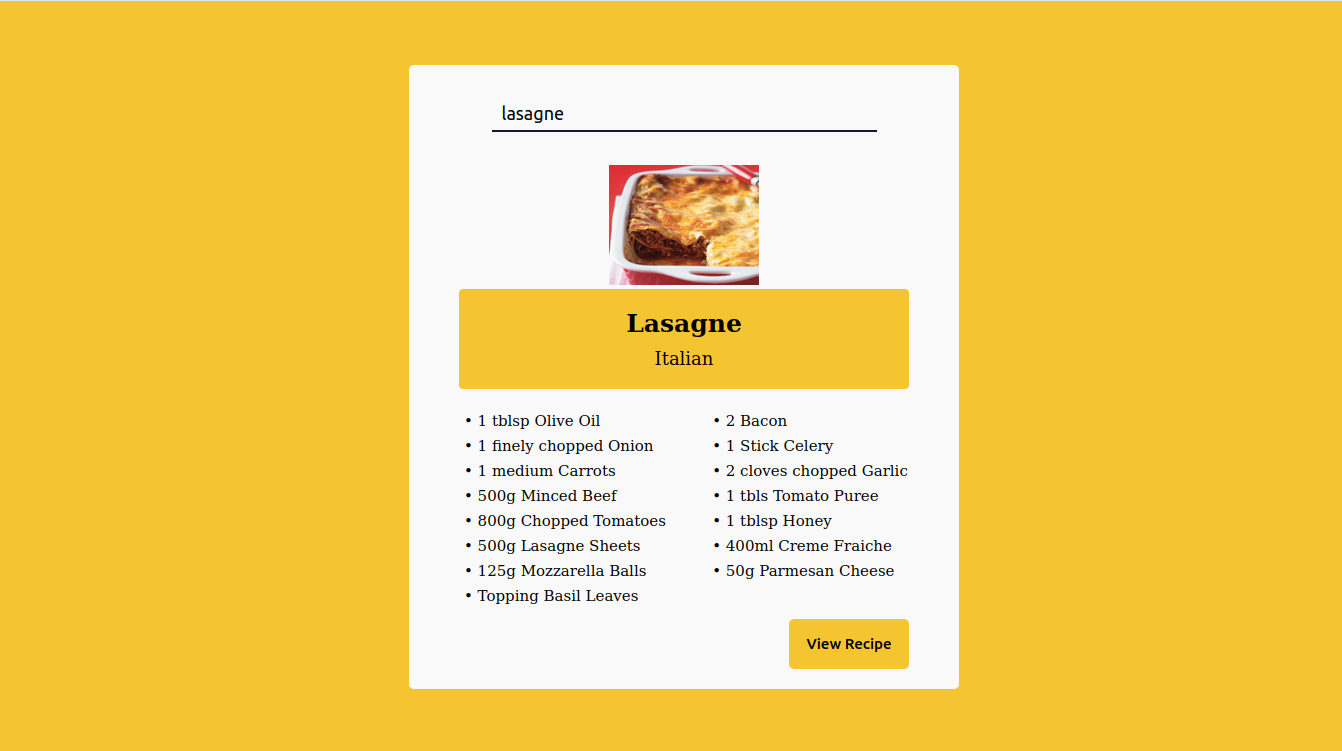 lasagne
Lasagne
Italian
• 1 tblsp Olive Oil
• 2 Bacon
• 1 finely chopped Onion
• 1 Stick Celery
• 1 medium Carrots
• 2 cloves chopped Garlic
• 500g Minced Beef
• 1 tbls Tomato Puree
• 800g Chopped Tomatoes
• 1 tblsp Honey
• 500g Lasagne Sheets
• 400ml Creme Fraiche
• 125g Mozzarella Balls
• 50g Parmesan Cheese
• Topping Basil Leaves
View Recipe